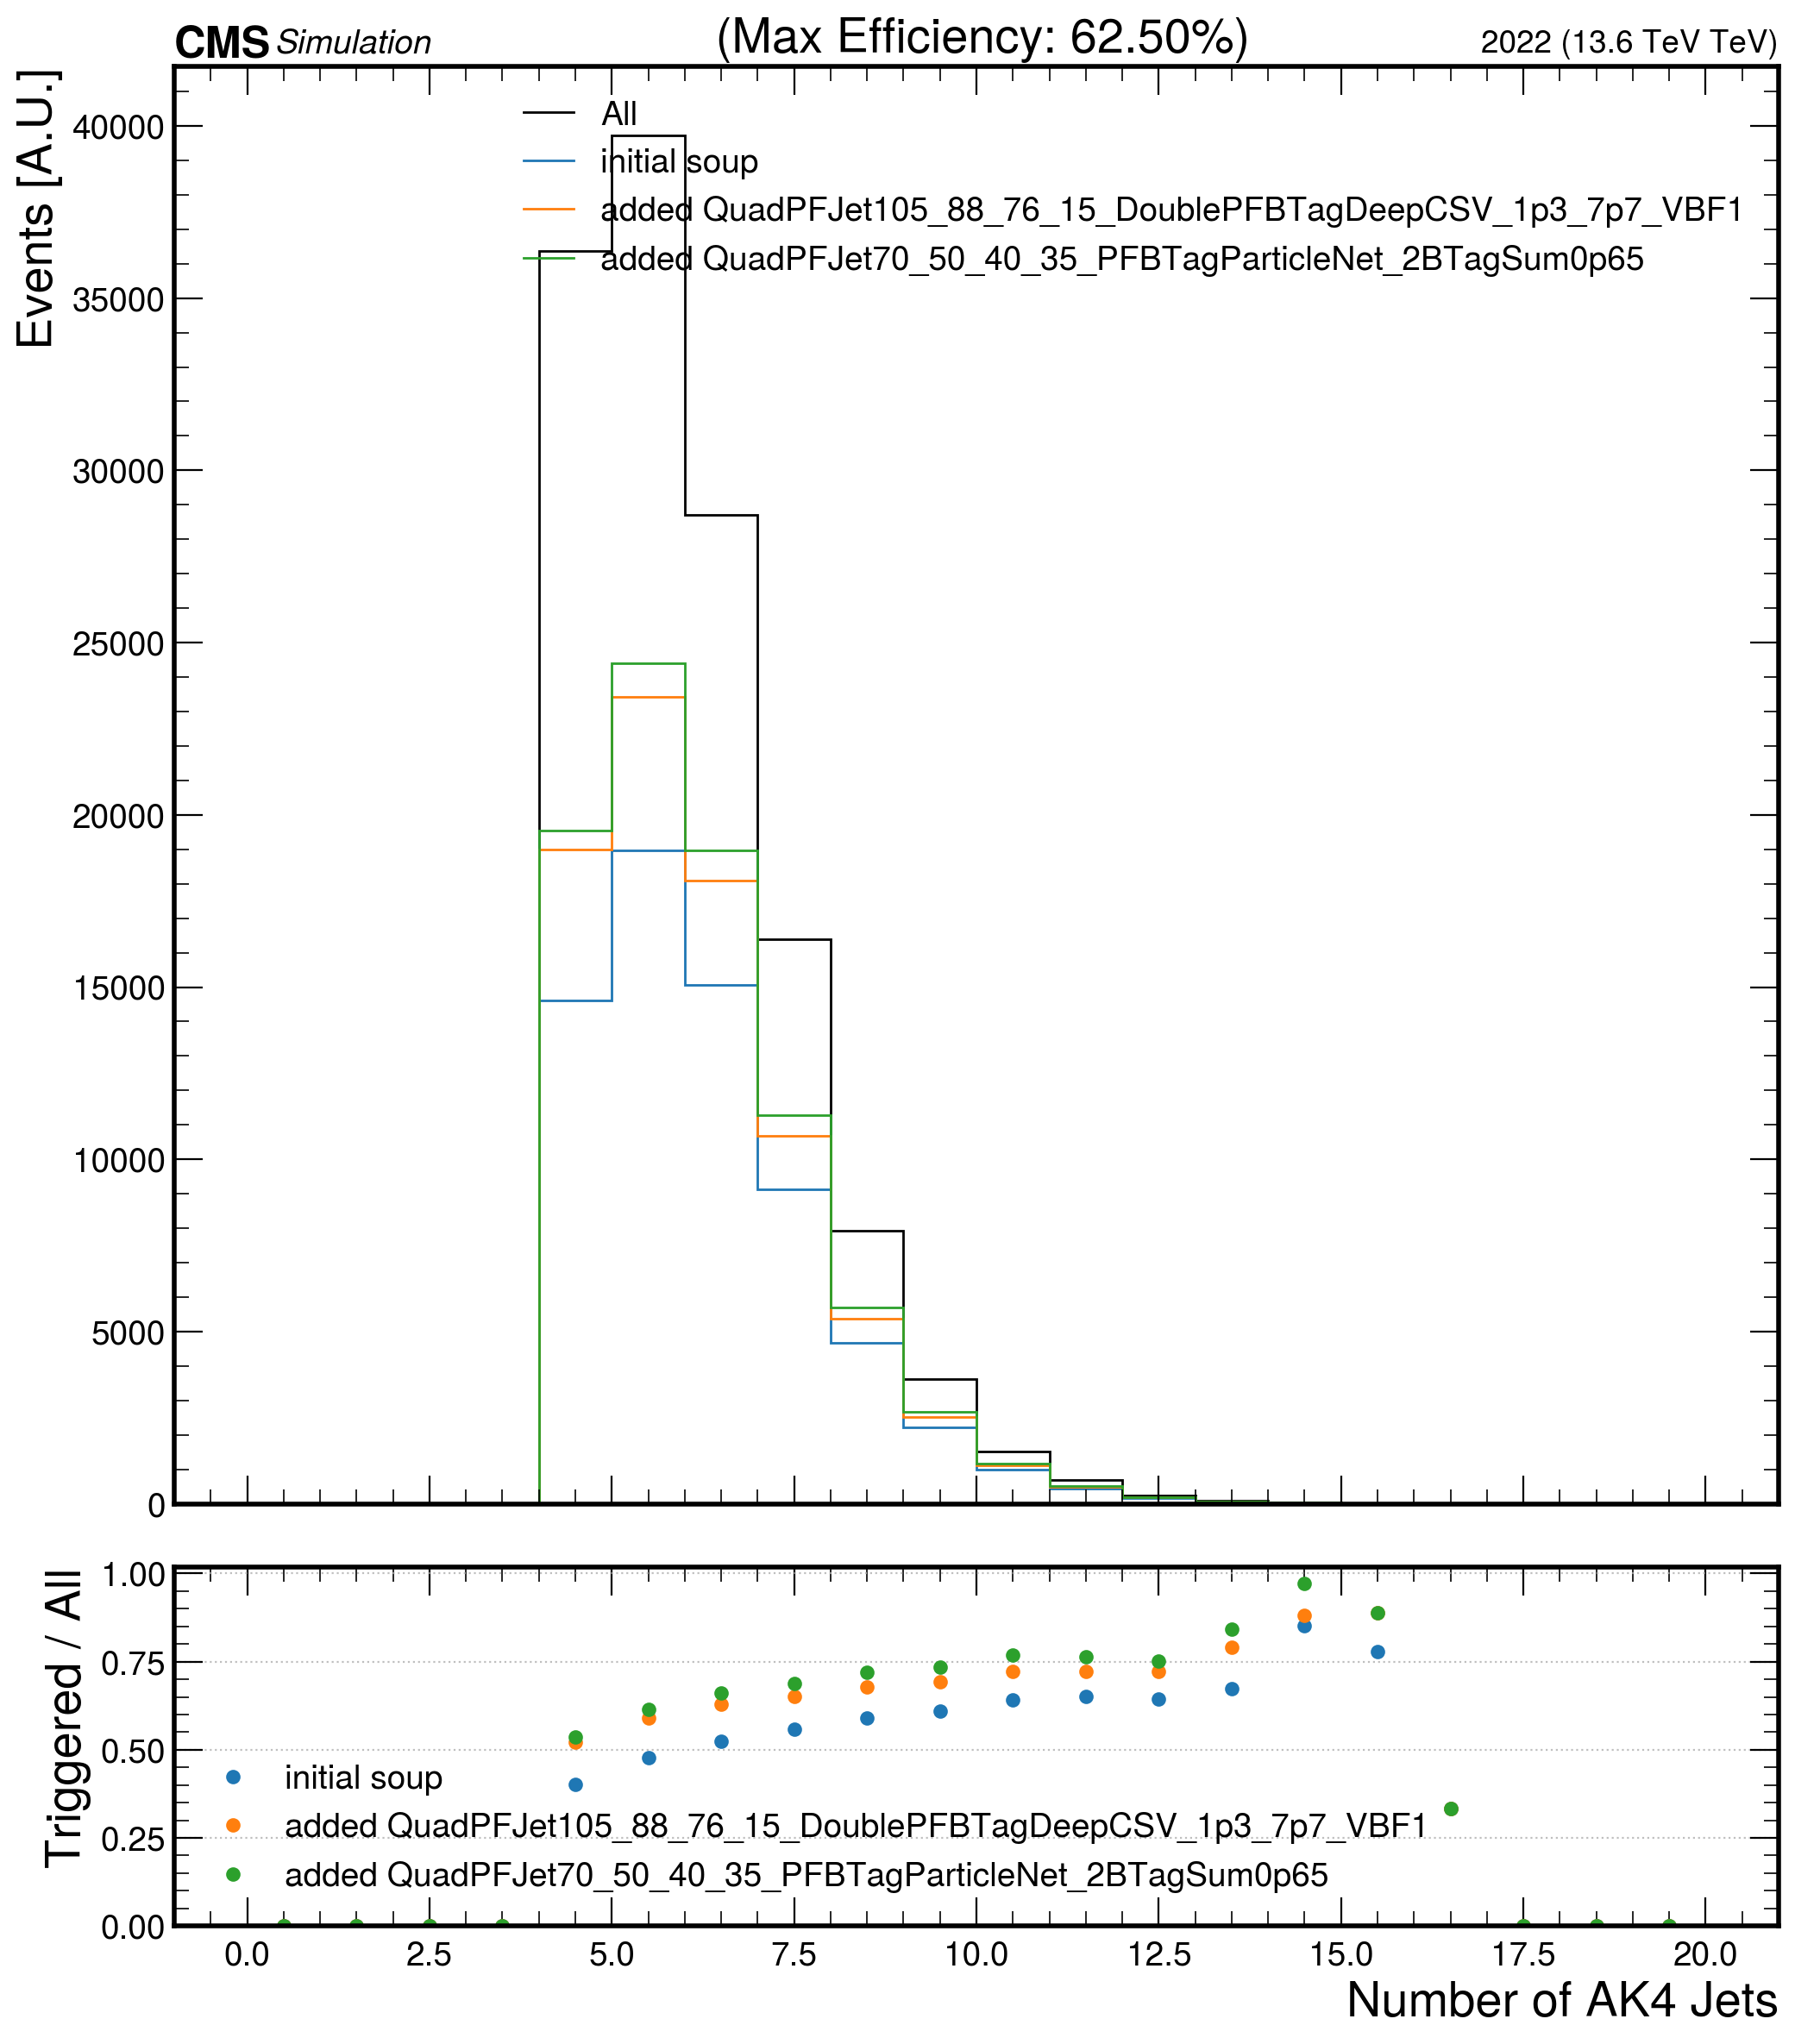 CMS Simulation (Max Efficiency: 62.50%) 2022 (13.6 TeV TeV)
Events [A.U.]
40000
35000
30000
25000
20000
15000
10000
5000
0
All
initial soup
added QuadPFJet105_88_76_15_DoublePFBTagDeepCSV_1p3_7p7_VBF1
added QuadPFJet70_50_40_35_PFBTagParticleNet_2BTagSum0p65
Triggered / All
1.00
0.75
0.50
0.25
0.00
initial soup
added QuadPFJet105_88_76_15_DoublePFBTagDeepCSV_1p3_7p7_VBF1
added QuadPFJet70_50_40_35_PFBTagParticleNet_2BTagSum0p65
0.0 2.5 5.0 7.5 10.0 12.5 15.0 17.5 20.0
Number of AK4 Jets